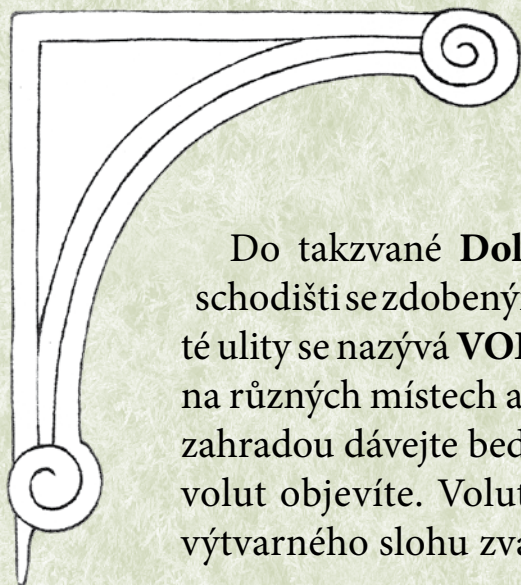 Do takzvané Dol
schodišti se zdobeným
té ulity se nazývá VO
na různých místech a
zahradou dávejte bed
volut objevíte. Volut
výtvarného slohu zva